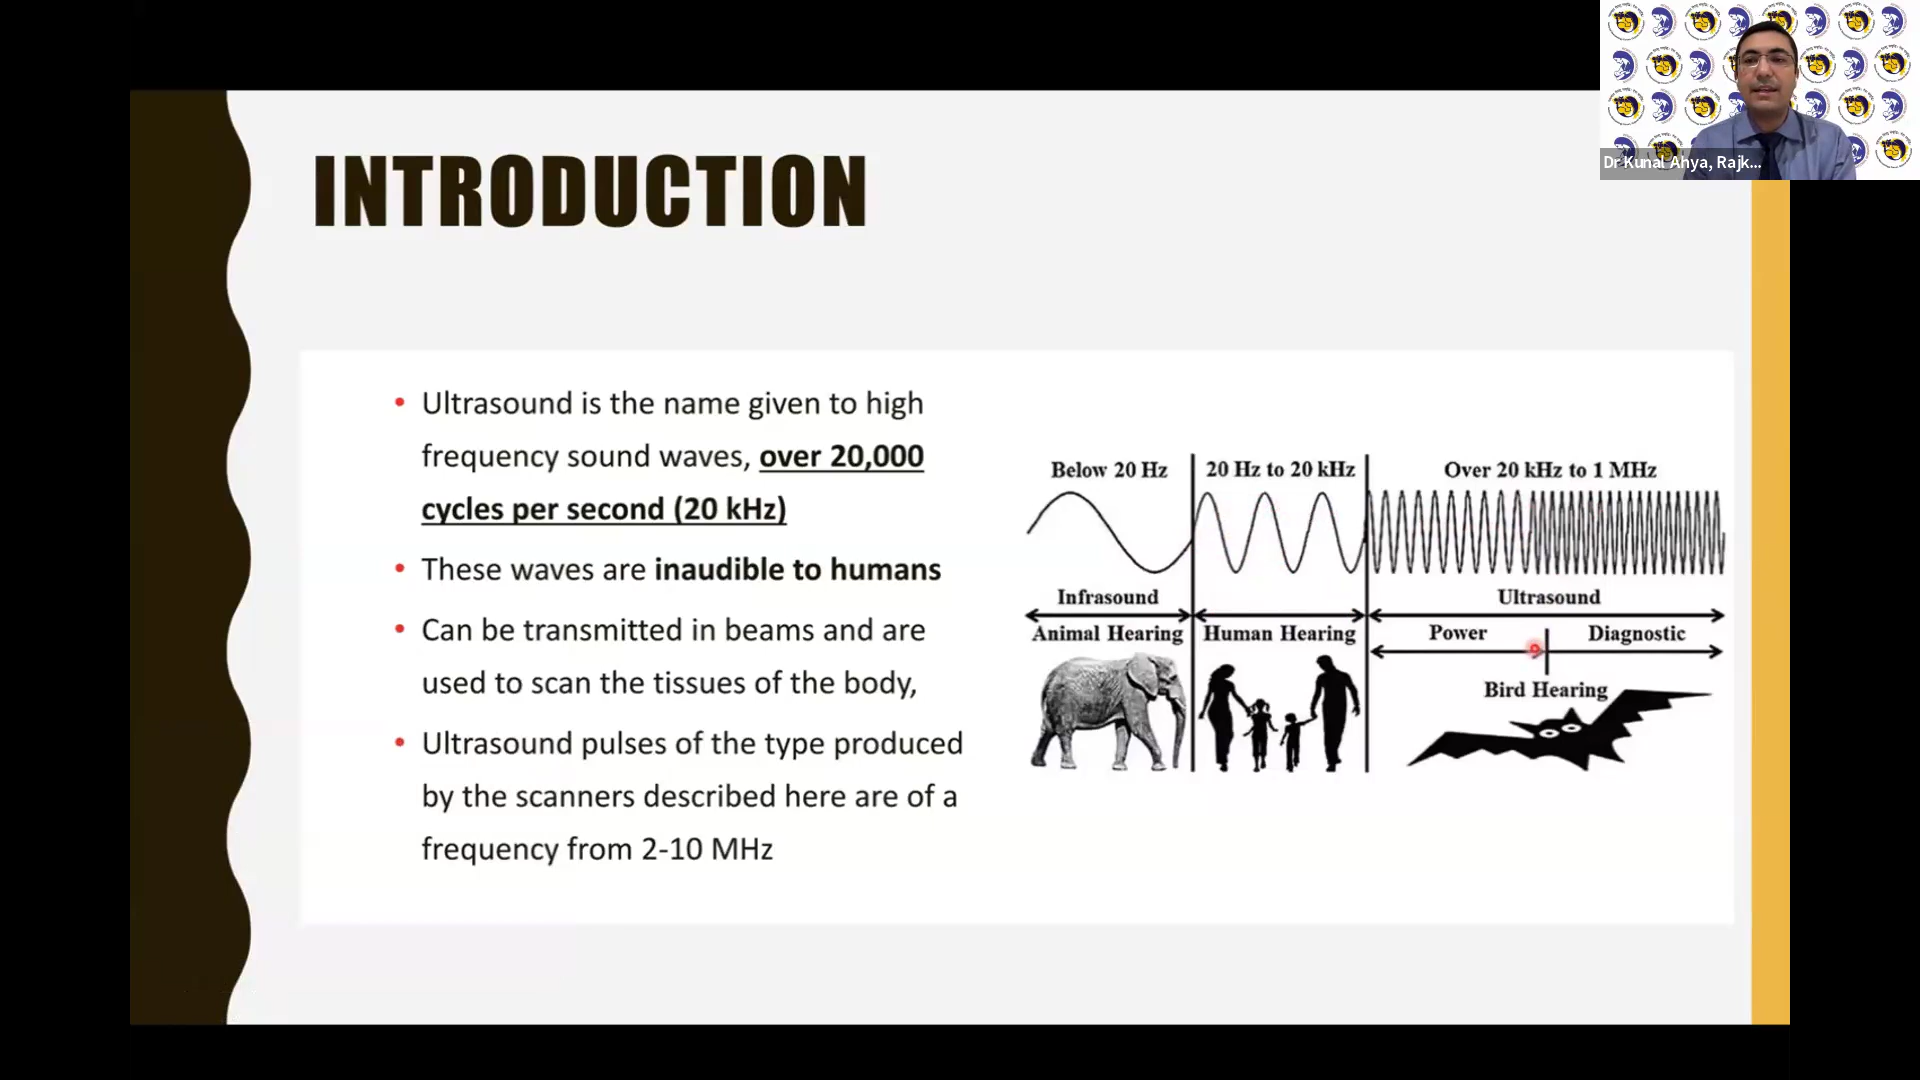 INTRODUCTION
• Ultrasound is the name given to high
frequency sound waves, over 20,000
cycles per second (20 kHz)
• These waves are inaudible to humans
• Can be transmitted in beams and are
used to scan the tissues of the body,
• Ultrasound pulses of the type produced
by the scanners described here are of a
frequency from 2-10 MHz
Below 20 Hz
20 Hz to 20 kHz
Over 20 kHz to 1 MHz
Infrasound
Ultrasound
Animal Hearing
Human Hearing
Power
Diagnostic
Bird Hearing
Dr Kunal Ahya, Rajk...